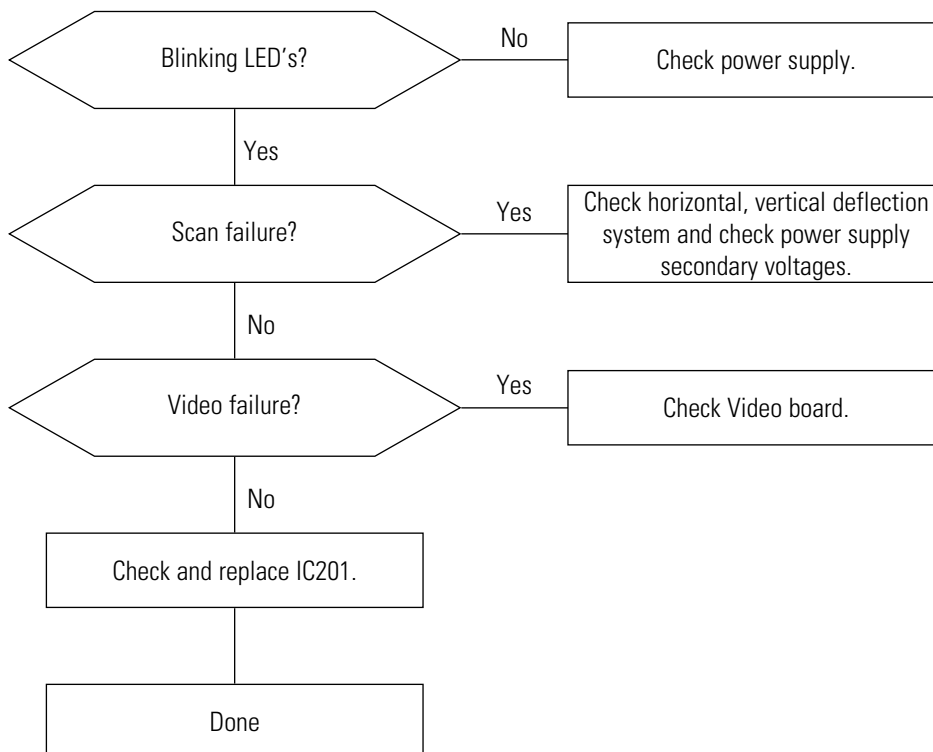 Blinking LED's?
No
Check power supply.
Yes
Scan failure?
Yes
Check horizontal, vertical deflection
system and check power supply
secondary voltages.
No
Video failure?
Yes
Check Video board.
No
Check and replace IC201.
Done